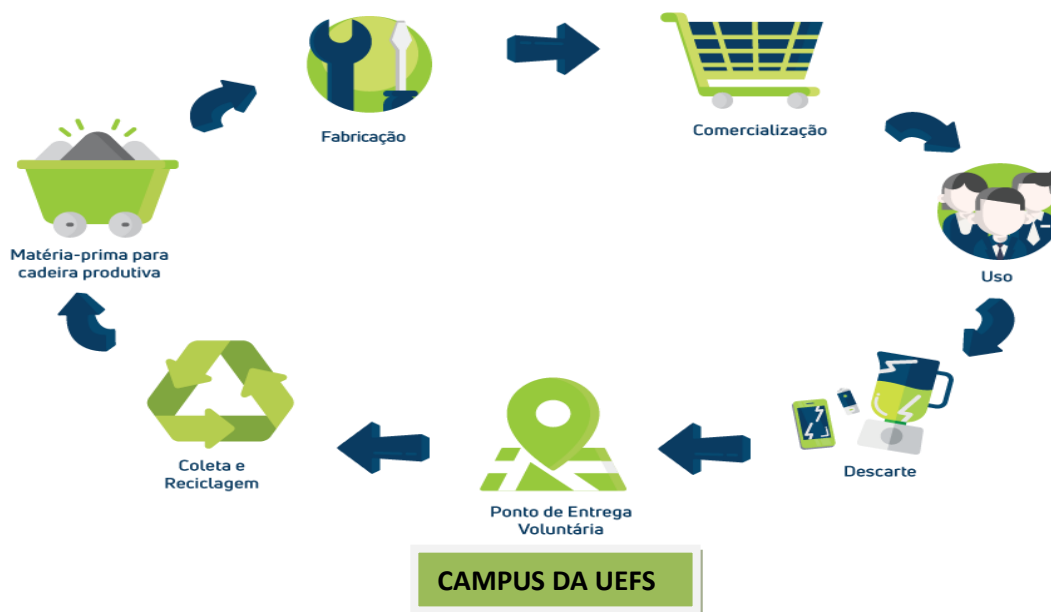 Fabricação
Comercialização
Matéria-prima para
cadeira produtiva
Uso
Coleta e
Reciclagem
Descarte
Ponto de Entrega
Voluntária
CAMPUS DA UEFS